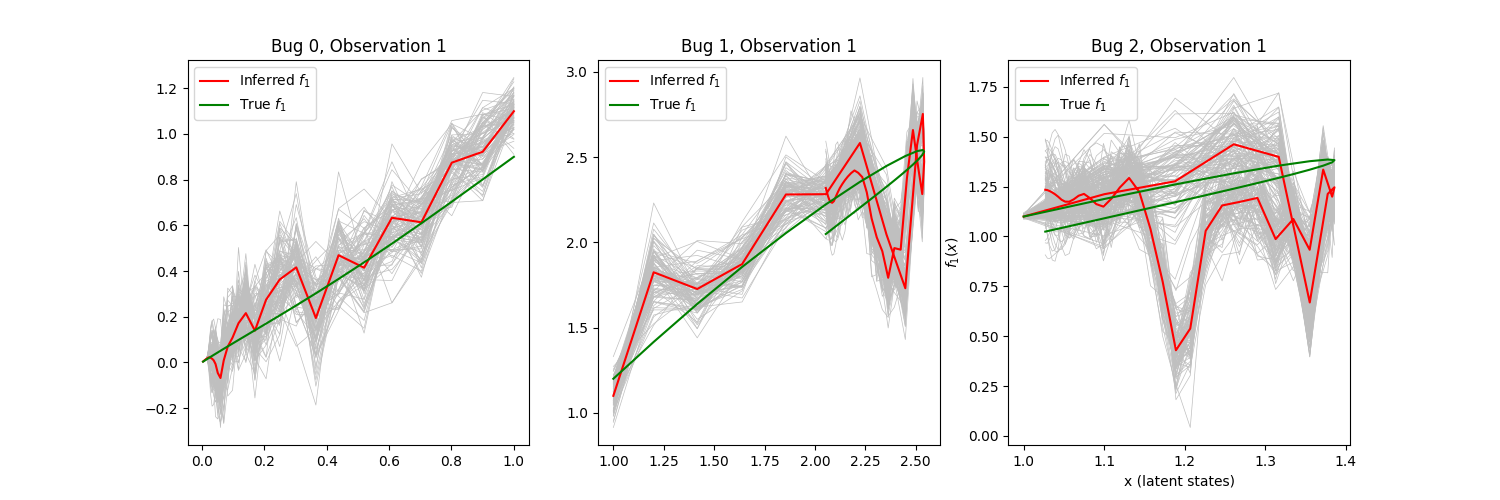 Bug 0, Observation 1
Inferred f₁
True f₁
1.2
1.0
0.8
0.6
0.4
0.2
0.0
−0.2
0.0 0.2 0.4 0.6 0.8 1.0
Bug 1, Observation 1
Inferred f₁
True f₁
3.0
2.5
2.0
1.5
1.0
1.00 1.25 1.50 1.75 2.00 2.25 2.50
Bug 2, Observation 1
Inferred f₁
True f₁
f₁(x)
1.75
1.50
1.25
1.00
0.75
0.50
0.25
0.00
1.0 1.1 1.2 1.3 1.4
x (latent states)